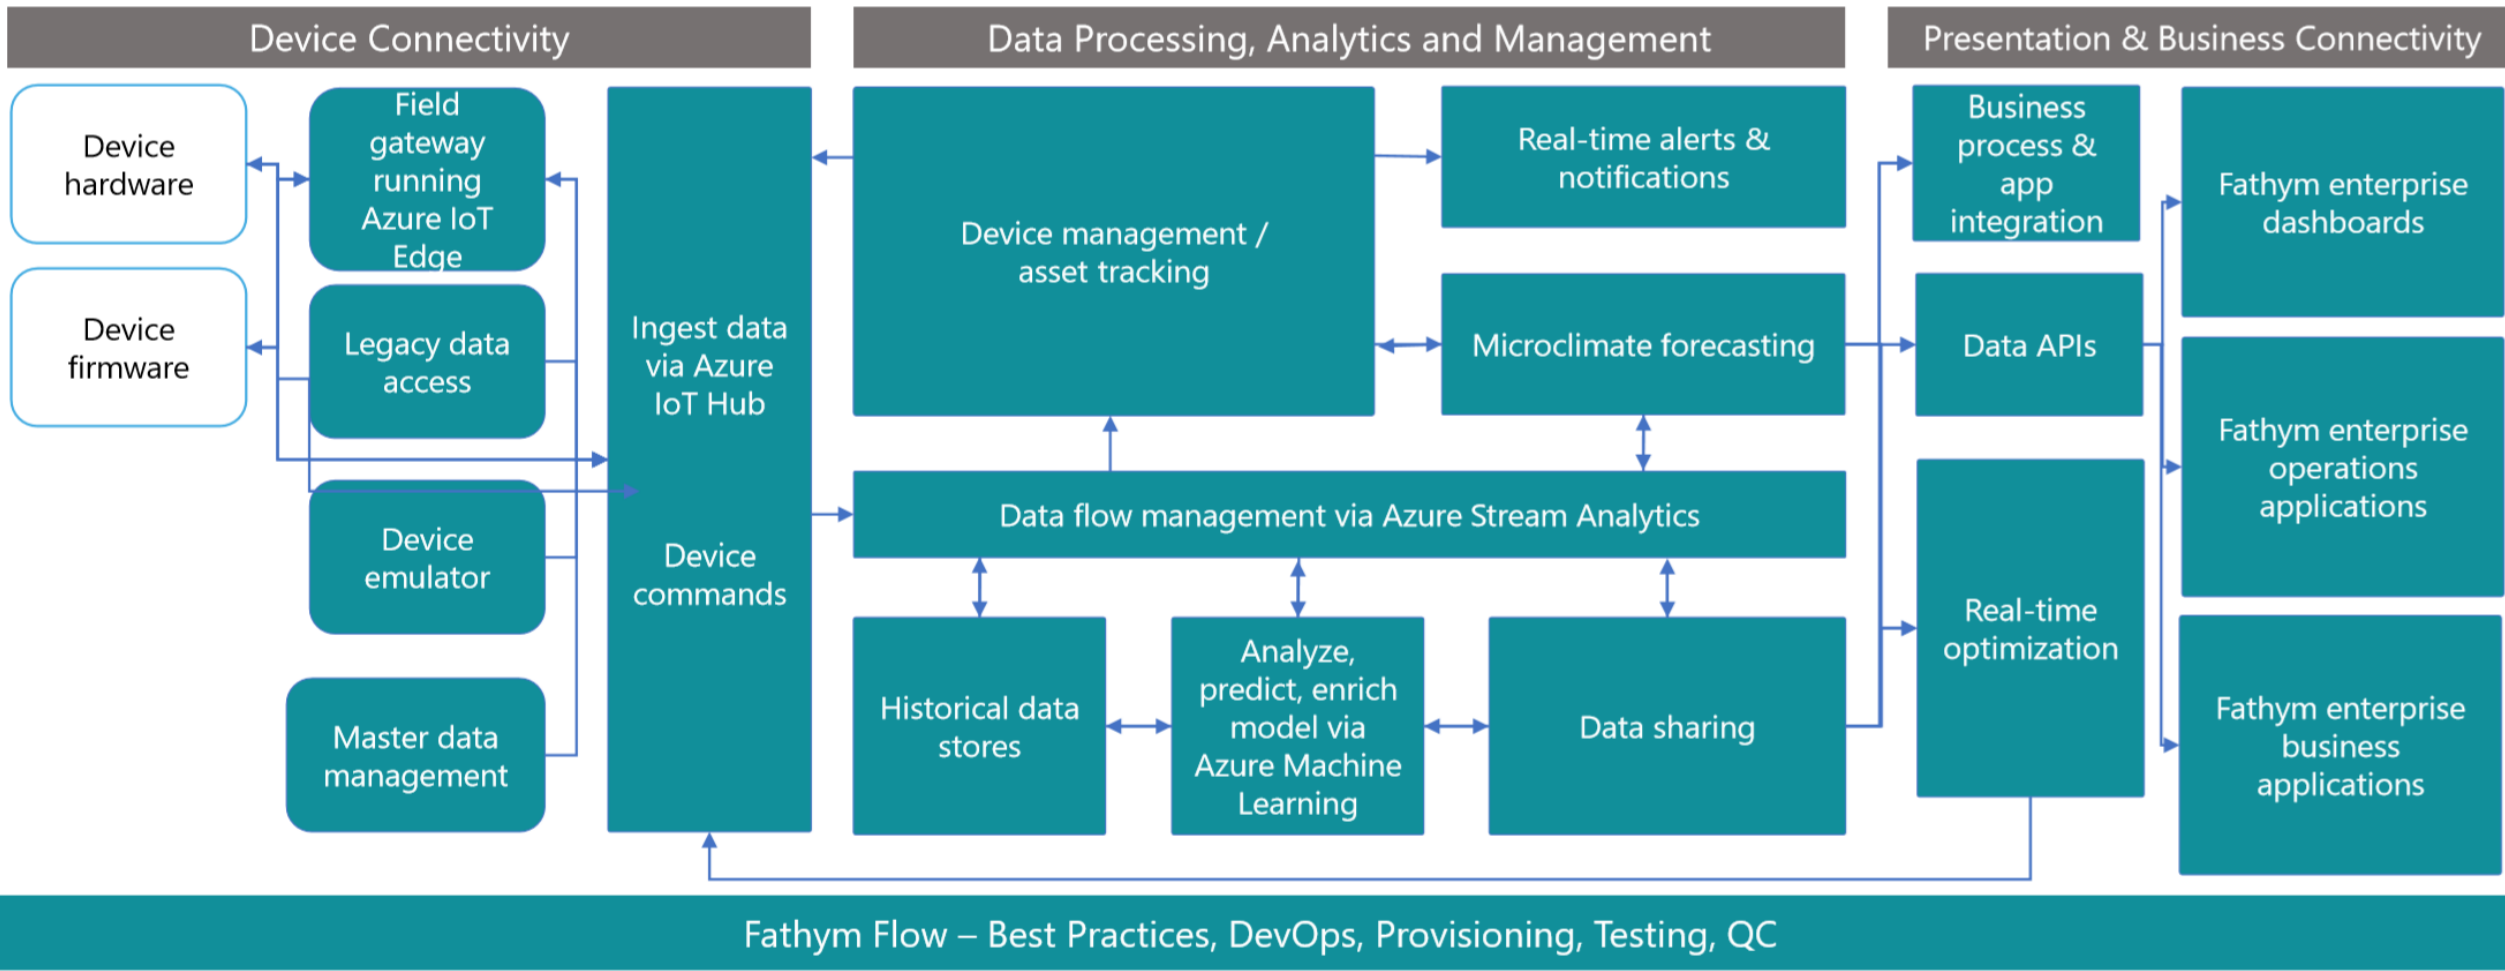 Device Connectivity
Data Processing, Analytics and Management
Presentation & Business Connectivity
Device
hardware
Device
firmware
Field
gateway
running
Azure IoT
Edge
Legacy data
access
Device
emulator
Master data
management
Ingest data
via Azure
IoT Hub
Device
commands
Device management /
asset tracking
Real-time alerts &
notifications
Microclimate forecasting
Data flow management via Azure Stream Analytics
Historical data
stores
Analyze,
predict, enrich
model via
Azure Machine
Learning
Data sharing
Business
process &
app
integration
Data APIs
Real-time
optimization
Fathym enterprise
dashboards
Fathym enterprise
operations
applications
Fathym enterprise
business
applications
Fathym Flow – Best Practices, DevOps, Provisioning, Testing, QC